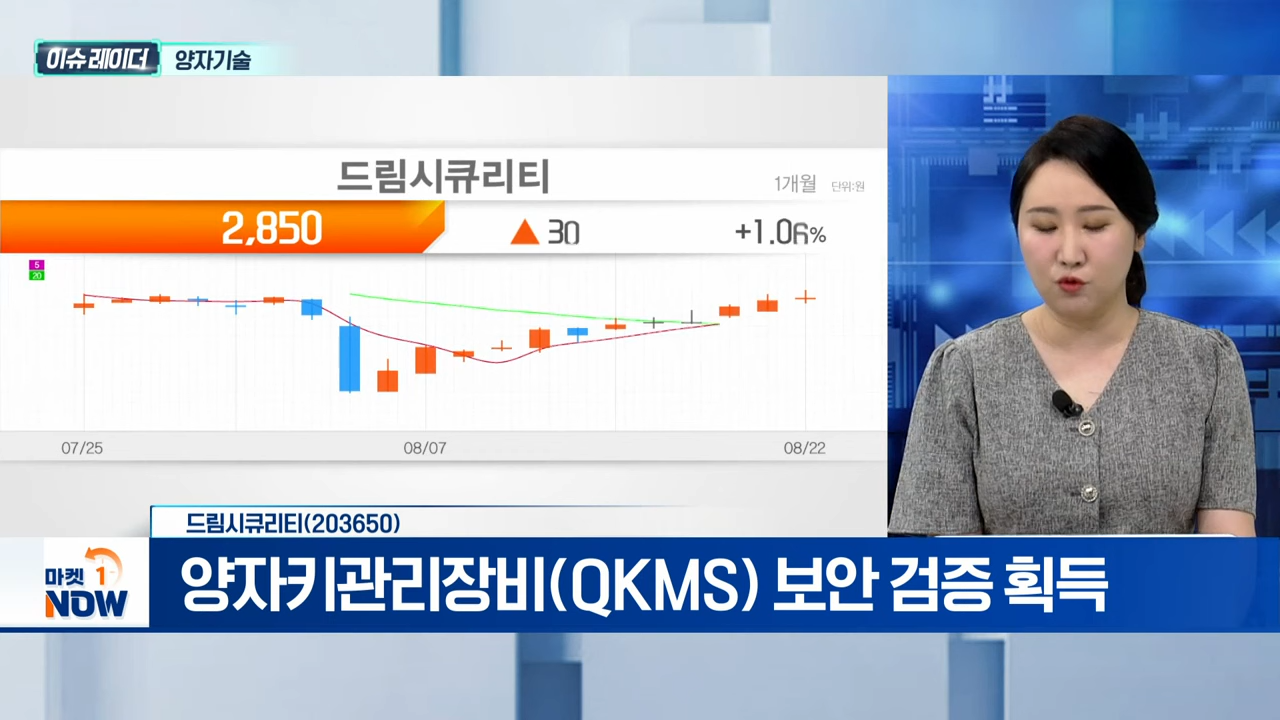 이슈 레이더 양자기술
드림시큐리티
1개월 단위:원
2,850 ▲ 30 +1.06%
5
20
07/25 08/07 08/22
드림시큐리티(203650)
마켓 1
NOW
양자키관리장비(QKMS) 보안 검증 획득